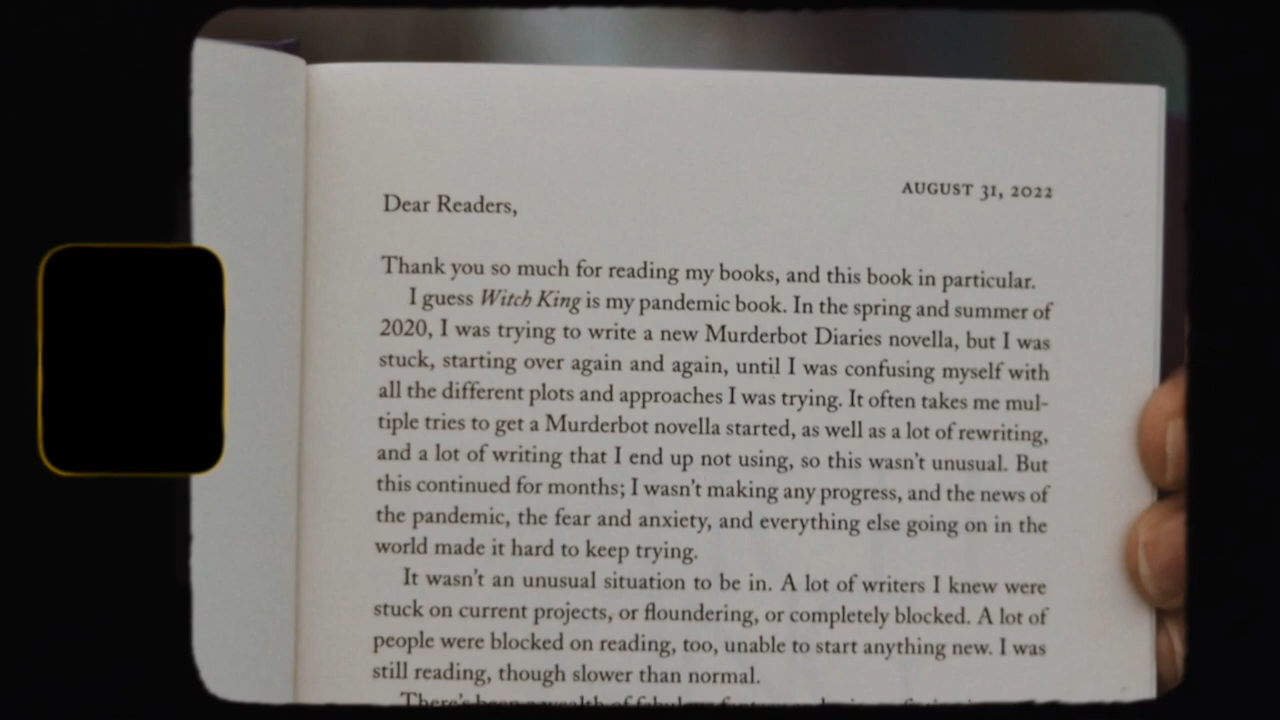 AUGUST 31, 2022
Dear Readers,
Thank you so much for reading my books, and this book in particular.
I guess Witch King is my pandemic book. In the spring and summer of
2020, I was trying to write a new Murderbot Diaries novella, but I was
stuck, starting over again and again, until I was confusing myself with
all the different plots and approaches I was trying. It often takes me mul-
tiple tries to get a Murderbot novella started, as well as a lot of rewriting,
and a lot of writing that I end up not using, so this wasn't unusual. But
this continued for months; I wasn't making any progress, and the news of
the pandemic, the fear and anxiety, and everything else going on in the
world made it hard to keep trying.
It wasn't an unusual situation to be in. A lot of writers I knew were
stuck on current projects, or floundering, or completely blocked. A lot of
people were blocked on reading, too, unable to start anything new. I was
still reading, though slower than normal.
There's been